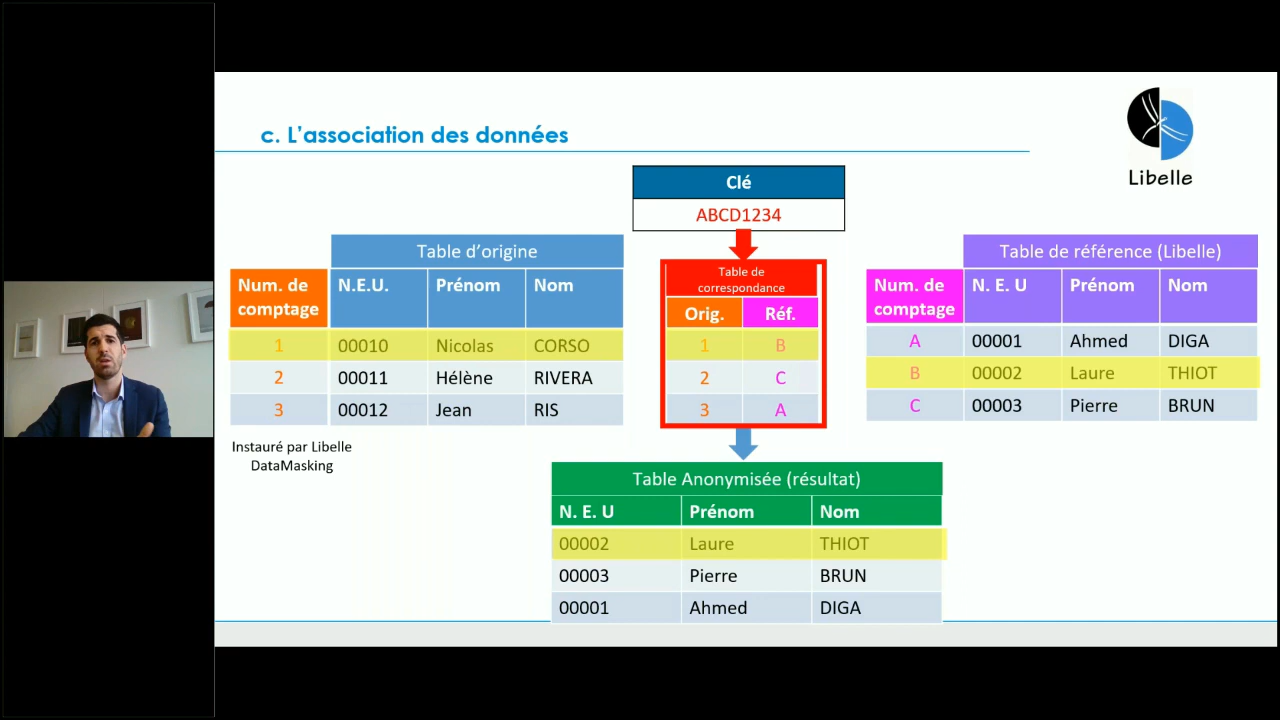 c. L'association des données
Libelle
Clé
ABCD1234
Table d'origine
Num. de comptage N.E.U. Prénom Nom
1 00010 Nicolas CORSO
2 00011 Hélène RIVERA
3 00012 Jean RIS
Instauré par Libelle
DataMasking
Table de
correspondance
Orig. Réf.
1 B
2 C
3 A
Table de référence (Libelle)
Num. de comptage N. E. U Prénom Nom
A 00001 Ahmed DIGA
B 00002 Laure THIOT
C 00003 Pierre BRUN
Table Anonymisée (résultat)
N. E. U Prénom Nom
00002 Laure THIOT
00003 Pierre BRUN
00001 Ahmed DIGA